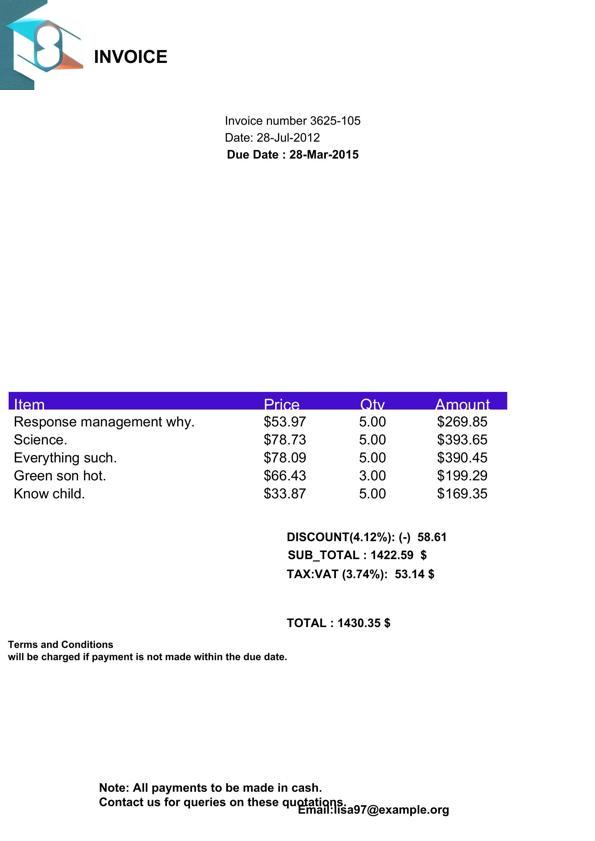 INVOICE
Invoice number 3625-105
Date: 28-Jul-2012
Due Date : 28-Mar-2015
Item Price Qty Amount
Response management why. $53.97 5.00 $269.85
Science. $78.73 5.00 $393.65
Everything such. $78.09 5.00 $390.45
Green son hot. $66.43 3.00 $199.29
Know child. $33.87 5.00 $169.35
DISCOUNT(4.12%): (-) 58.61
SUB_TOTAL : 1422.59 $
TAX:VAT (3.74%): 53.14 $
TOTAL : 1430.35 $
Terms and Conditions
will be charged if payment is not made within the due date.
Note: All payments to be made in cash.
Contact us for queries on these quotations.
Email:lisa97@example.org